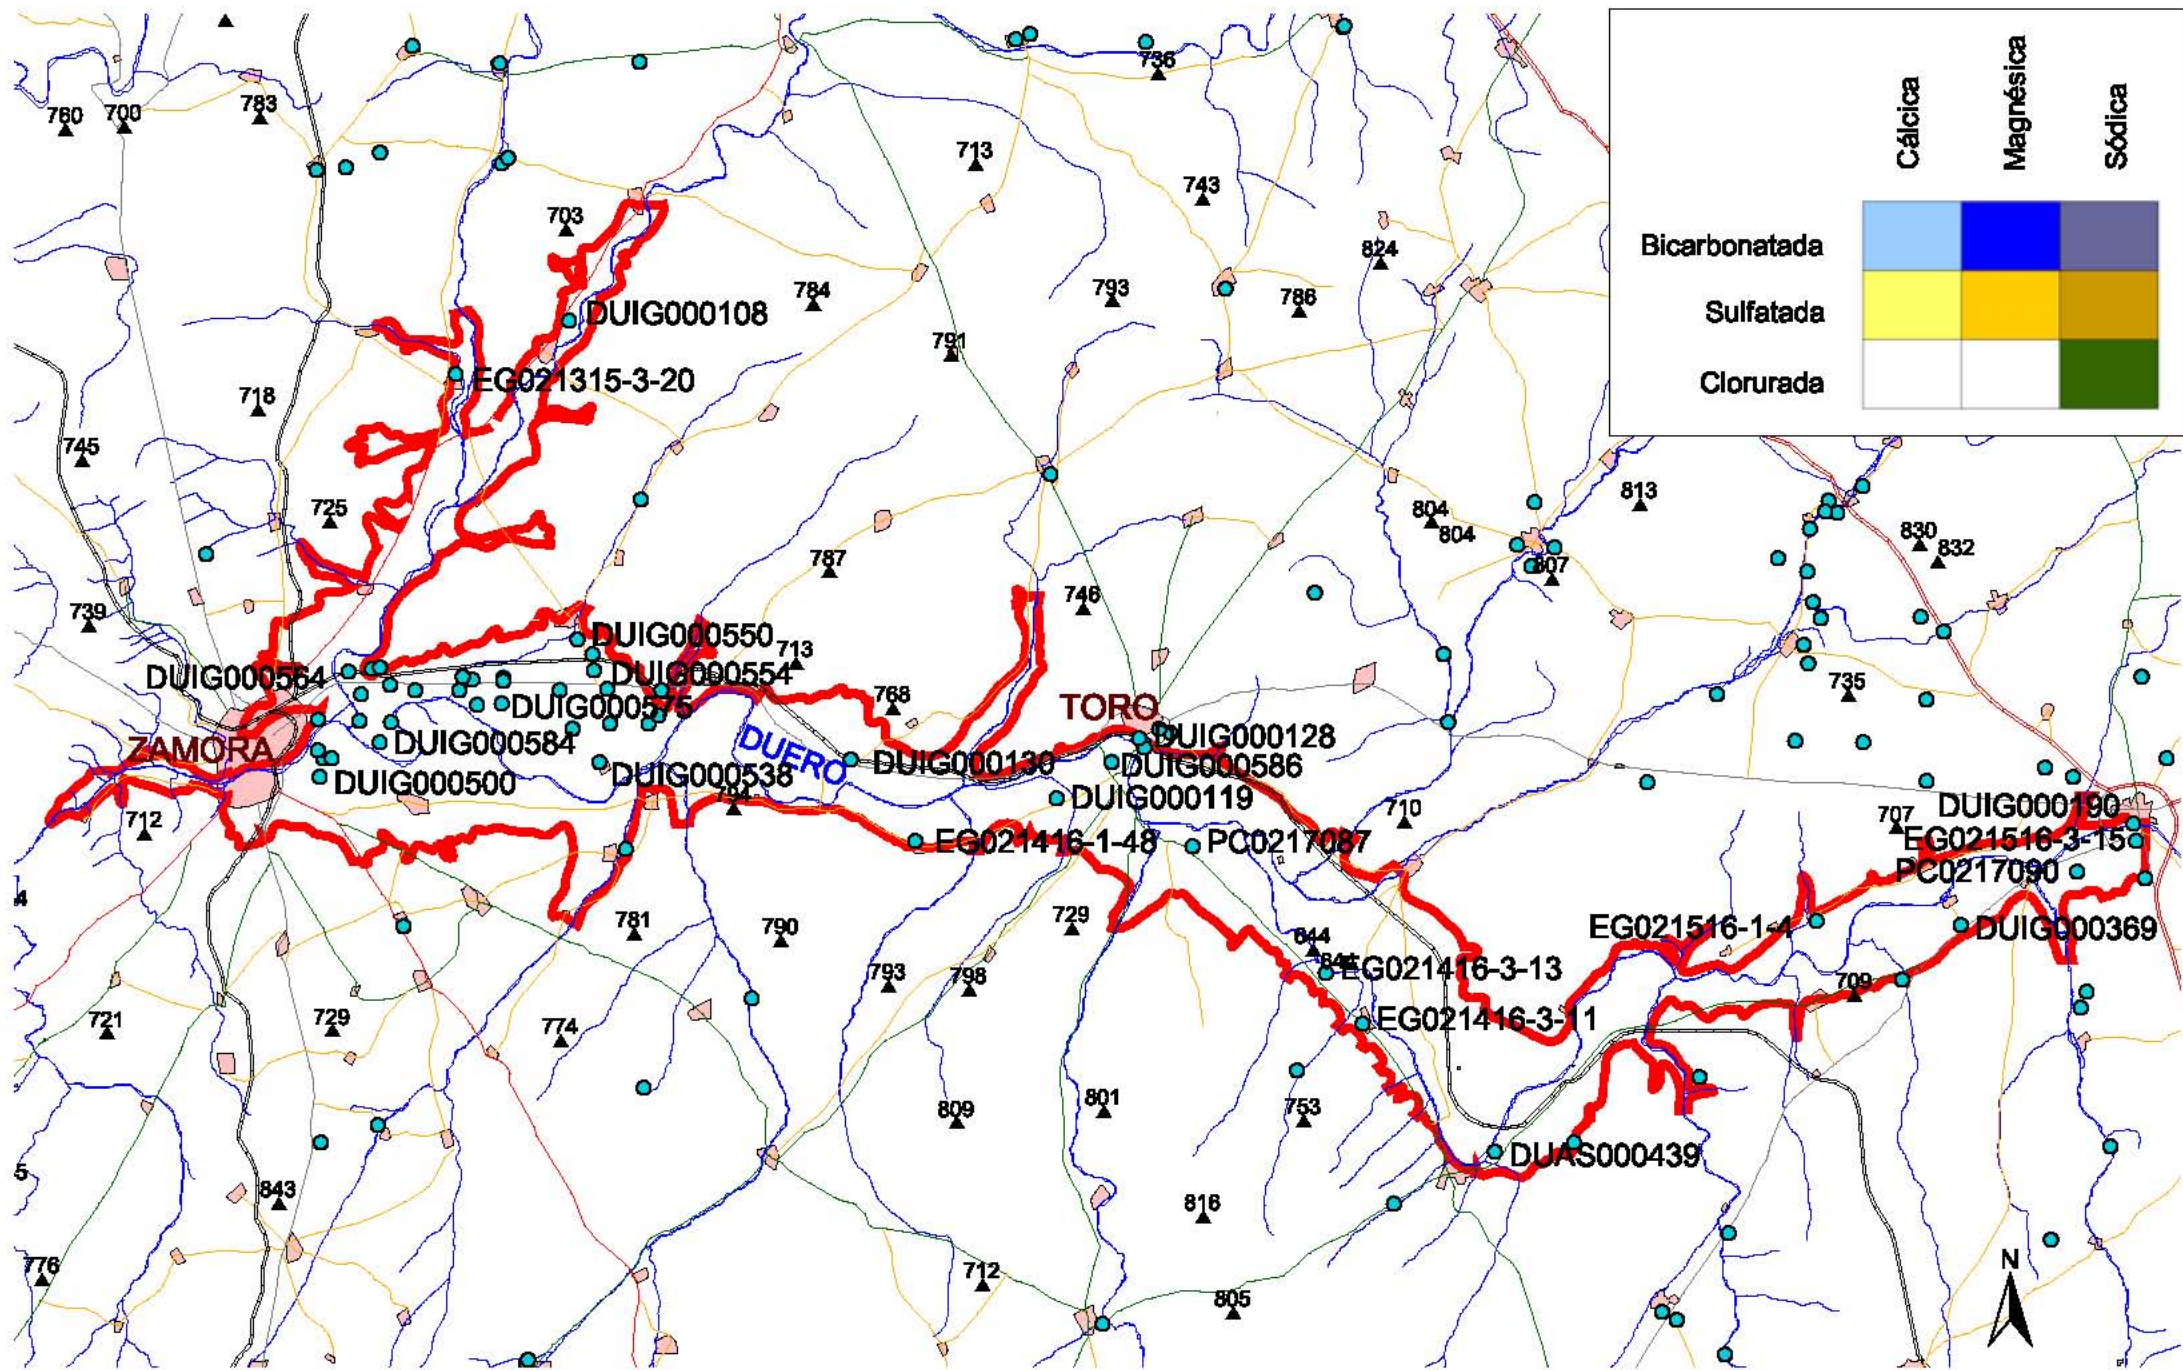 Cálcica
Magnésica
Sódica
Bicarbonatada
Sulfatada
Clorurada
736
760
700
783
713
743
703
824
784
793
786
DUIG000108
791
EG021315-3-20
718
745
813
725
804
804
830
832
787
807
746
739
DUIG000550
713
DUIG000554
DUIG000564
768
735
DUIG000575
TORO
DUIG000128
ZAMORA
DUIG000584
DUERO
DUIG000130
DUIG000586
DUIG000500
DUIG000538
794
DUIG000119
710
707
DUIG000190
712
EG021416-1-48
PC0217087
EG021516-3-15
PC0217090
4
729
781
790
844
EG021516-1-4
DUIG000369
793
798
844
EG021416-3-13
709
721
729
774
EG021416-3-11
809
801
753
5
DUAS000439
843
816
776
712
805
N